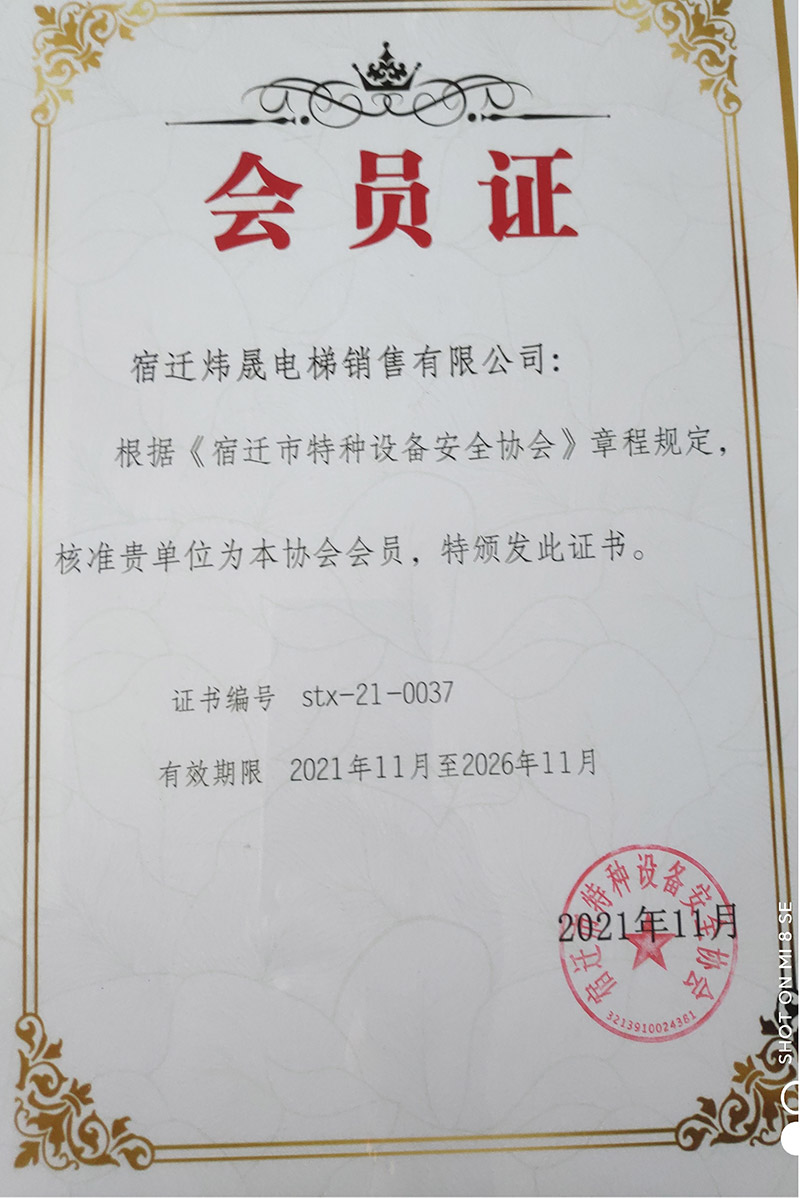 会员证
宿迁炜晟电梯销售有限公司：
根据《宿迁市特种设备安全协会》章程规定，
核准贵单位为本协会会员，特颁发此证书。
证书编号 stx-21-0037
有效期限 2021年11月至2026年11月
宿迁市特种设备安全协会
2021年11月
3213910024381
SHOT ON MI 8 SE